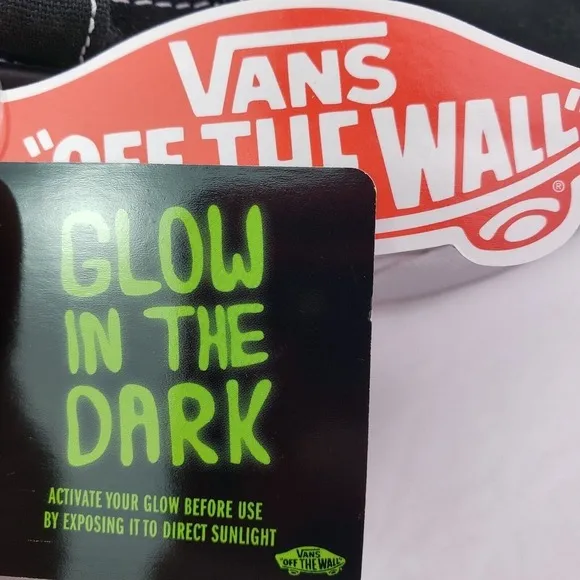 VANS
"OFF THE WALL"
®
GLOW
IN THE
DARK
ACTIVATE YOUR GLOW BEFORE USE
BY EXPOSING IT TO DIRECT SUNLIGHT
VANS
"OFF THE WALL"